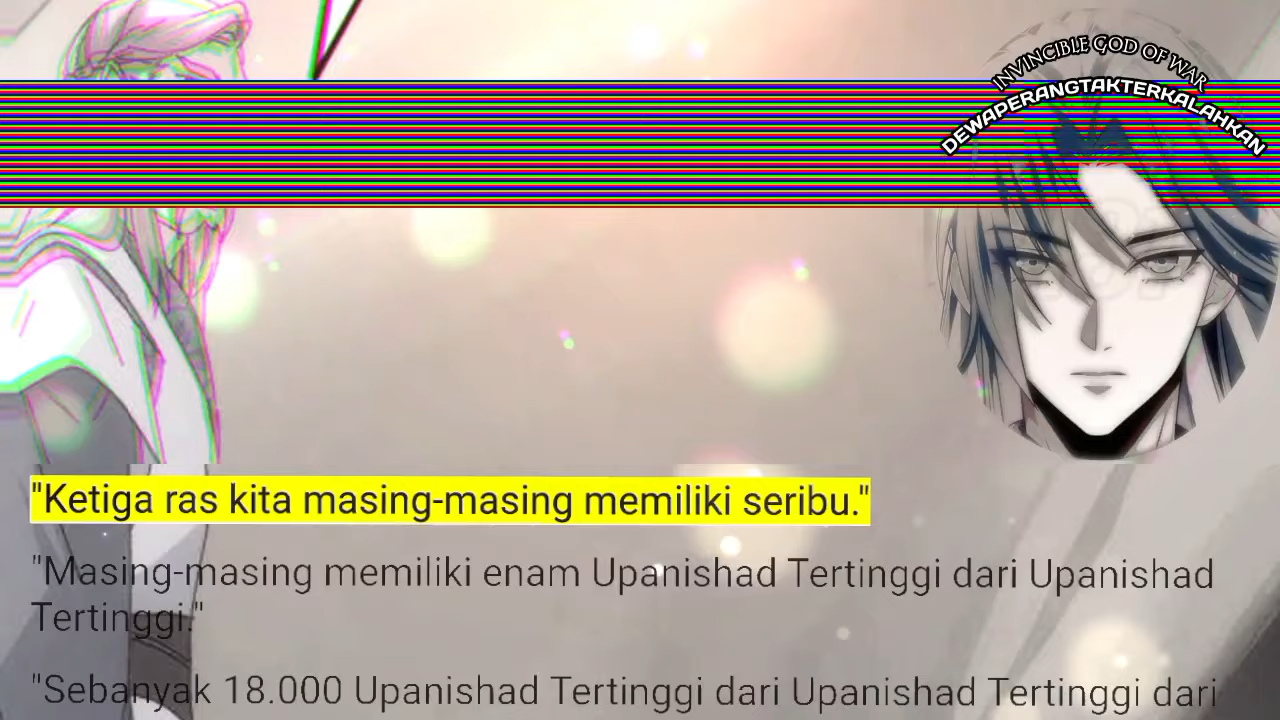 INVINCIBLE GOD OF WAR
DEWAPERANGTAKTERKALAHKAN
"Ketiga ras kita masing-masing memiliki seribu."
"Masing-masing memiliki enam Upanishad Tertinggi dari Upanishad
Tertinggi."
"Sebanyak 18.000 Upanishad Tertinggi dari Upanishad Tertinggi dari